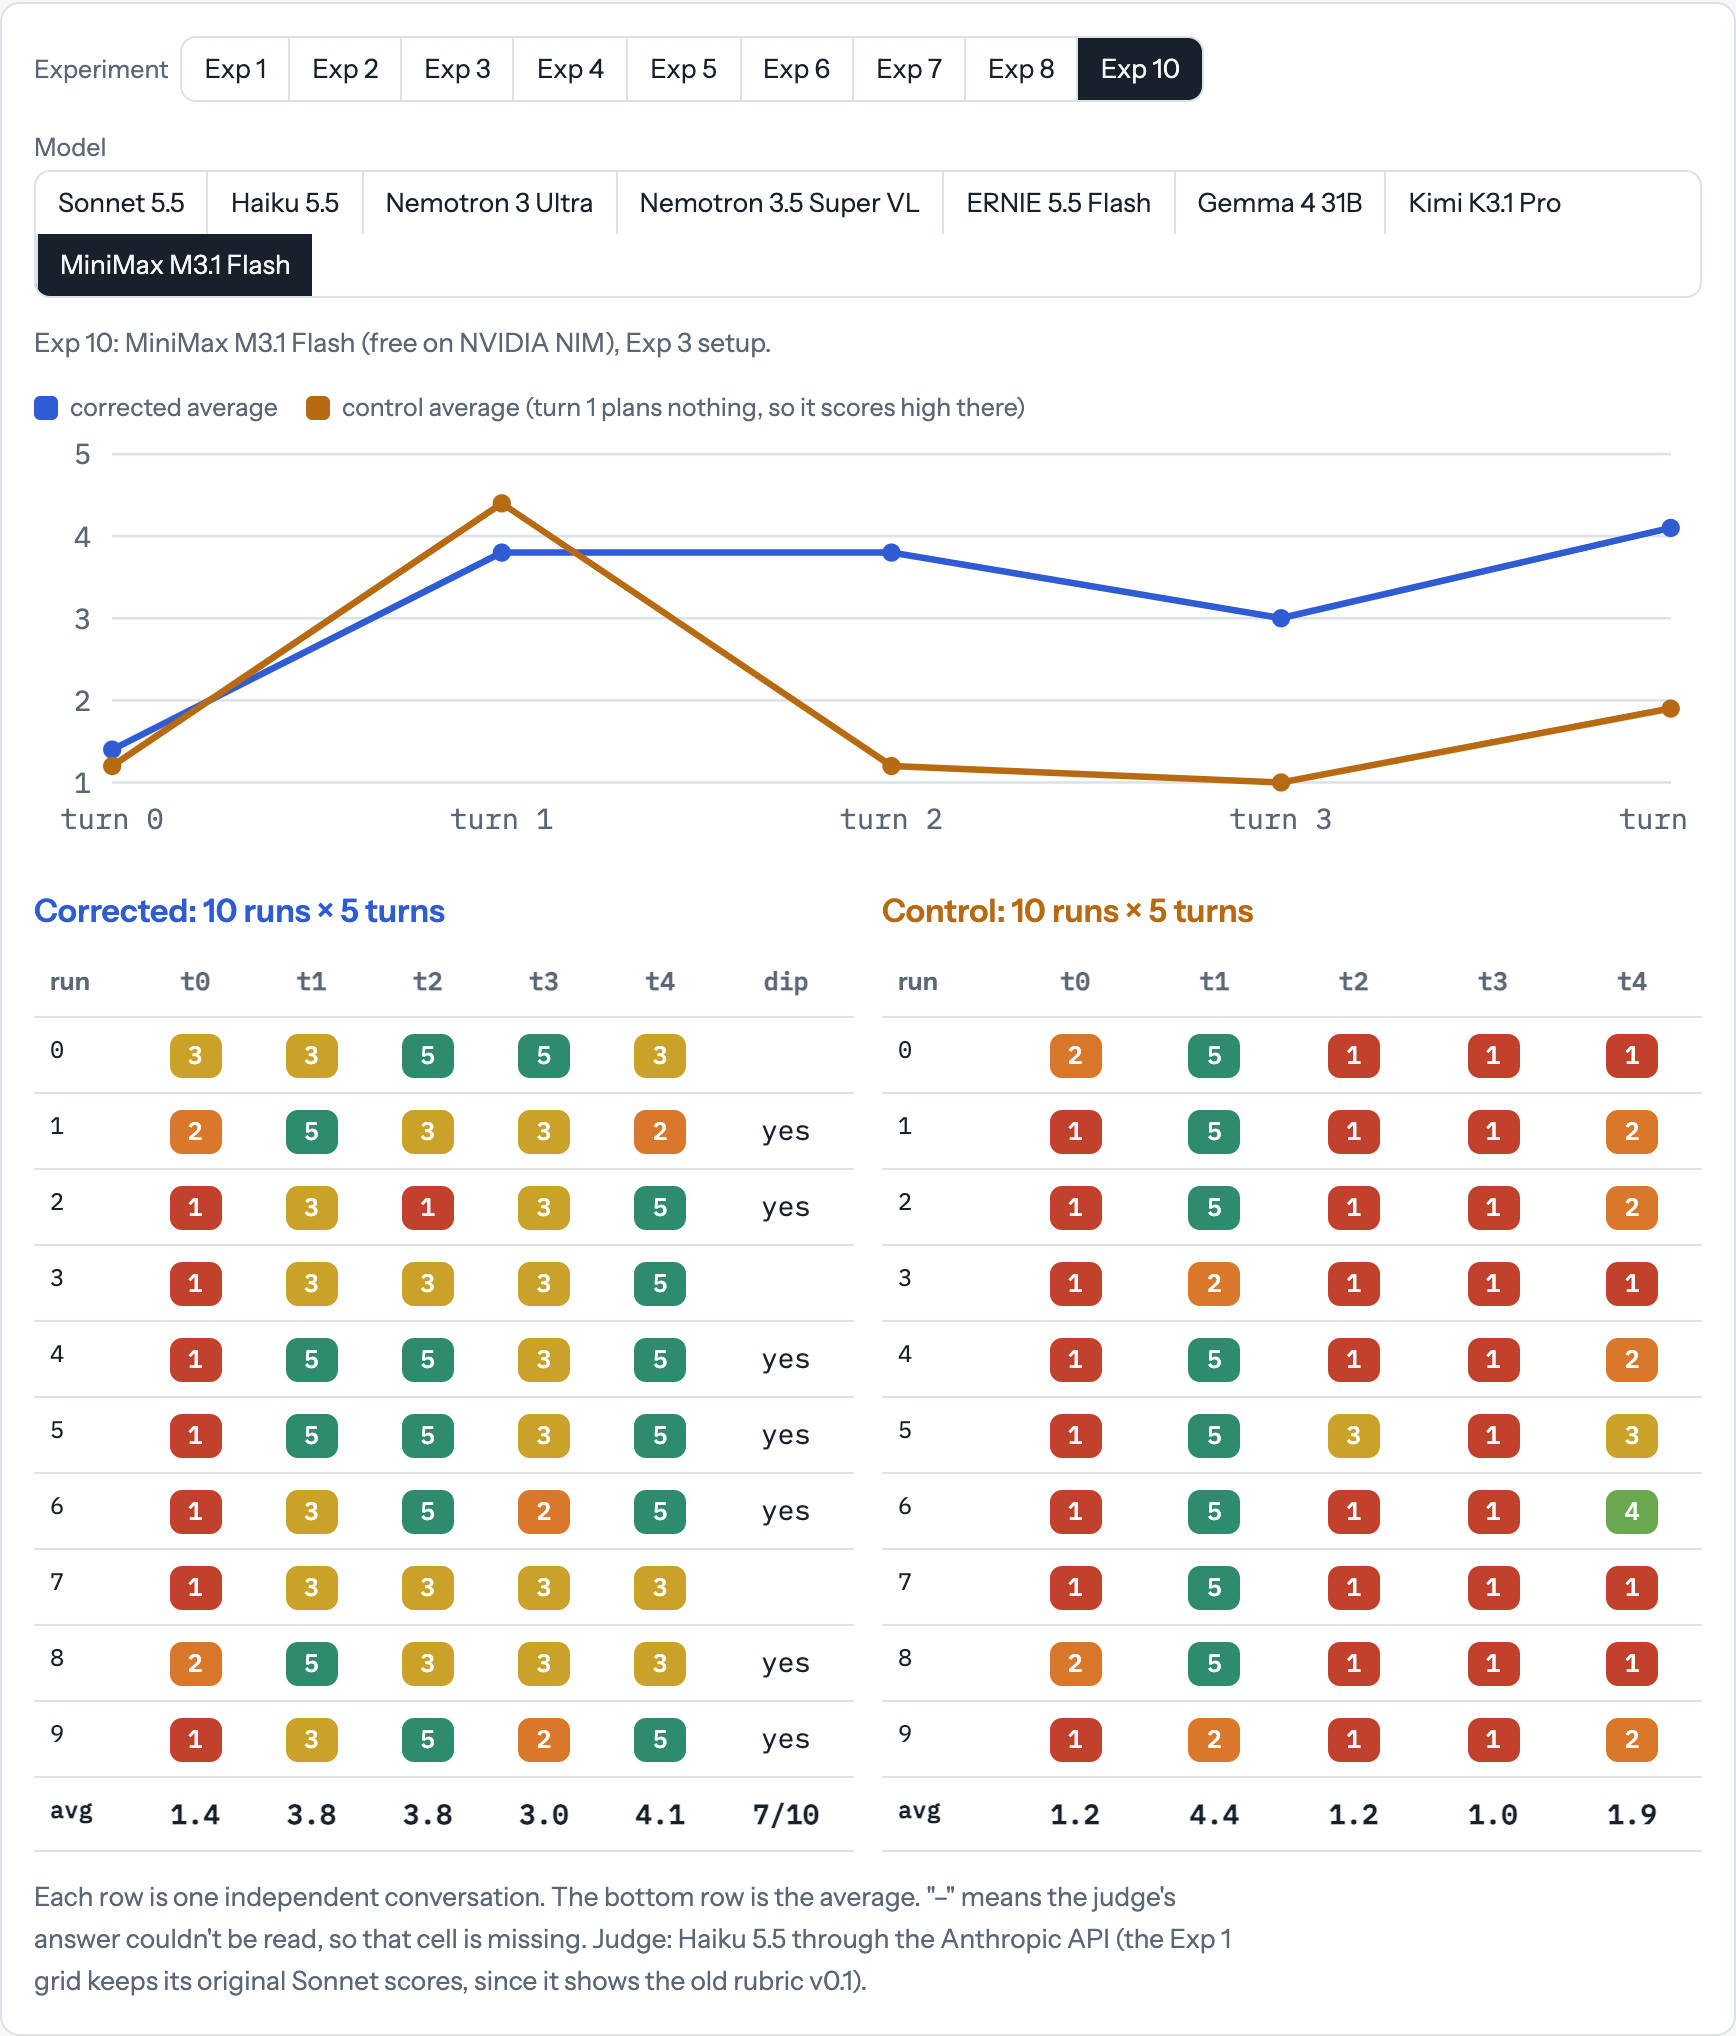 Experiment Exp 1 Exp 2 Exp 3 Exp 4 Exp 5 Exp 6 Exp 7 Exp 8 Exp 10
Model
Sonnet 5.5 Haiku 5.5 Nemotron 3 Ultra Nemotron 3.5 Super VL ERNIE 5.5 Flash Gemma 4 31B Kimi K3.1 Pro
MiniMax M3.1 Flash
Exp 10: MiniMax M3.1 Flash (free on NVIDIA NIM), Exp 3 setup.
corrected average control average (turn 1 plans nothing, so it scores high there)
5
4
3
2
1
turn 0 turn 1 turn 2 turn 3 turn
Corrected: 10 runs × 5 turns
run t0 t1 t2 t3 t4 dip
0 3 3 5 5 3
1 2 5 3 3 2 yes
2 1 3 1 3 5 yes
3 1 3 3 3 5
4 1 5 5 3 5 yes
5 1 5 5 3 5 yes
6 1 3 5 2 5 yes
7 1 3 3 3 3
8 2 5 3 3 3 yes
9 1 3 5 2 5 yes
avg 1.4 3.8 3.8 3.0 4.1 7/10
Control: 10 runs × 5 turns
run t0 t1 t2 t3 t4
0 2 5 1 1 1
1 1 5 1 1 2
2 1 5 1 1 2
3 1 2 1 1 1
4 1 5 1 1 2
5 1 5 3 1 3
6 1 5 1 1 4
7 1 5 1 1 1
8 2 5 1 1 1
9 1 2 1 1 2
avg 1.2 4.4 1.2 1.0 1.9
Each row is one independent conversation. The bottom row is the average. "–" means the judge's
answer couldn't be read, so that cell is missing. Judge: Haiku 5.5 through the Anthropic API (the Exp 1
grid keeps its original Sonnet scores, since it shows the old rubric v0.1).